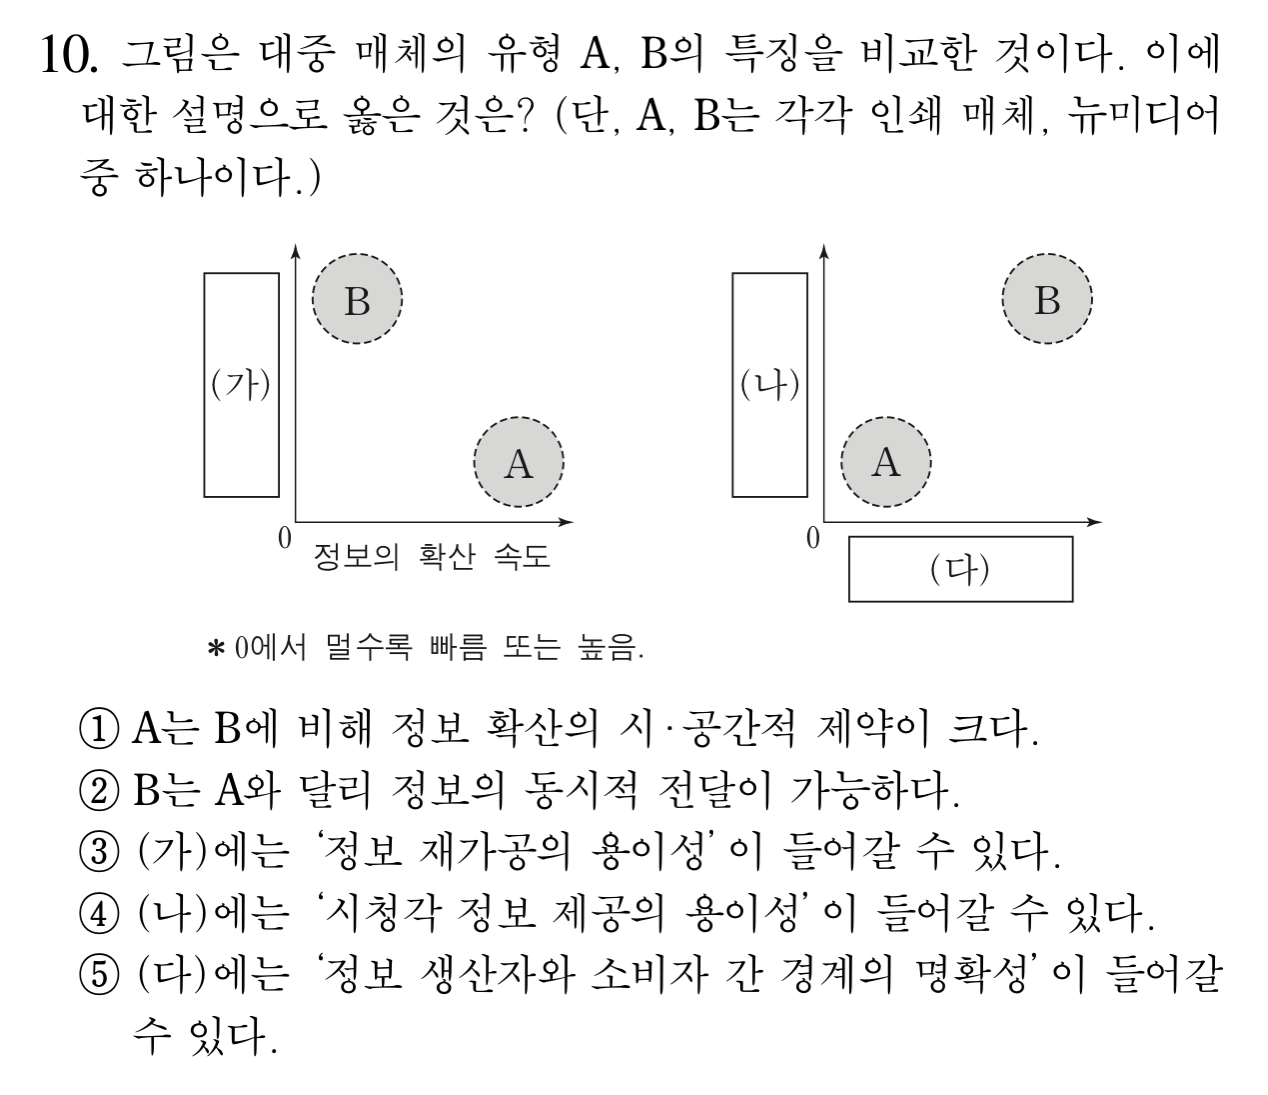 10. 그림은 대중 매체의 유형 A, B의 특징을 비교한 것이다. 이에
대한 설명으로 옳은 것은? (단, A, B는 각각 인쇄 매체, 뉴미디어
중 하나이다.)
B
(가)
A
0
정보의 확산 속도
B
(나)
A
0
(다)
* 0에서 멀수록 빠름 또는 높음.
① A는 B에 비해 정보 확산의 시·공간적 제약이 크다.
② B는 A와 달리 정보의 동시적 전달이 가능하다.
③ (가)에는 ‘정보 재가공의 용이성’이 들어갈 수 있다.
④ (나)에는 ‘시청각 정보 제공의 용이성’이 들어갈 수 있다.
⑤ (다)에는 ‘정보 생산자와 소비자 간 경계의 명확성’이 들어갈
수 있다.